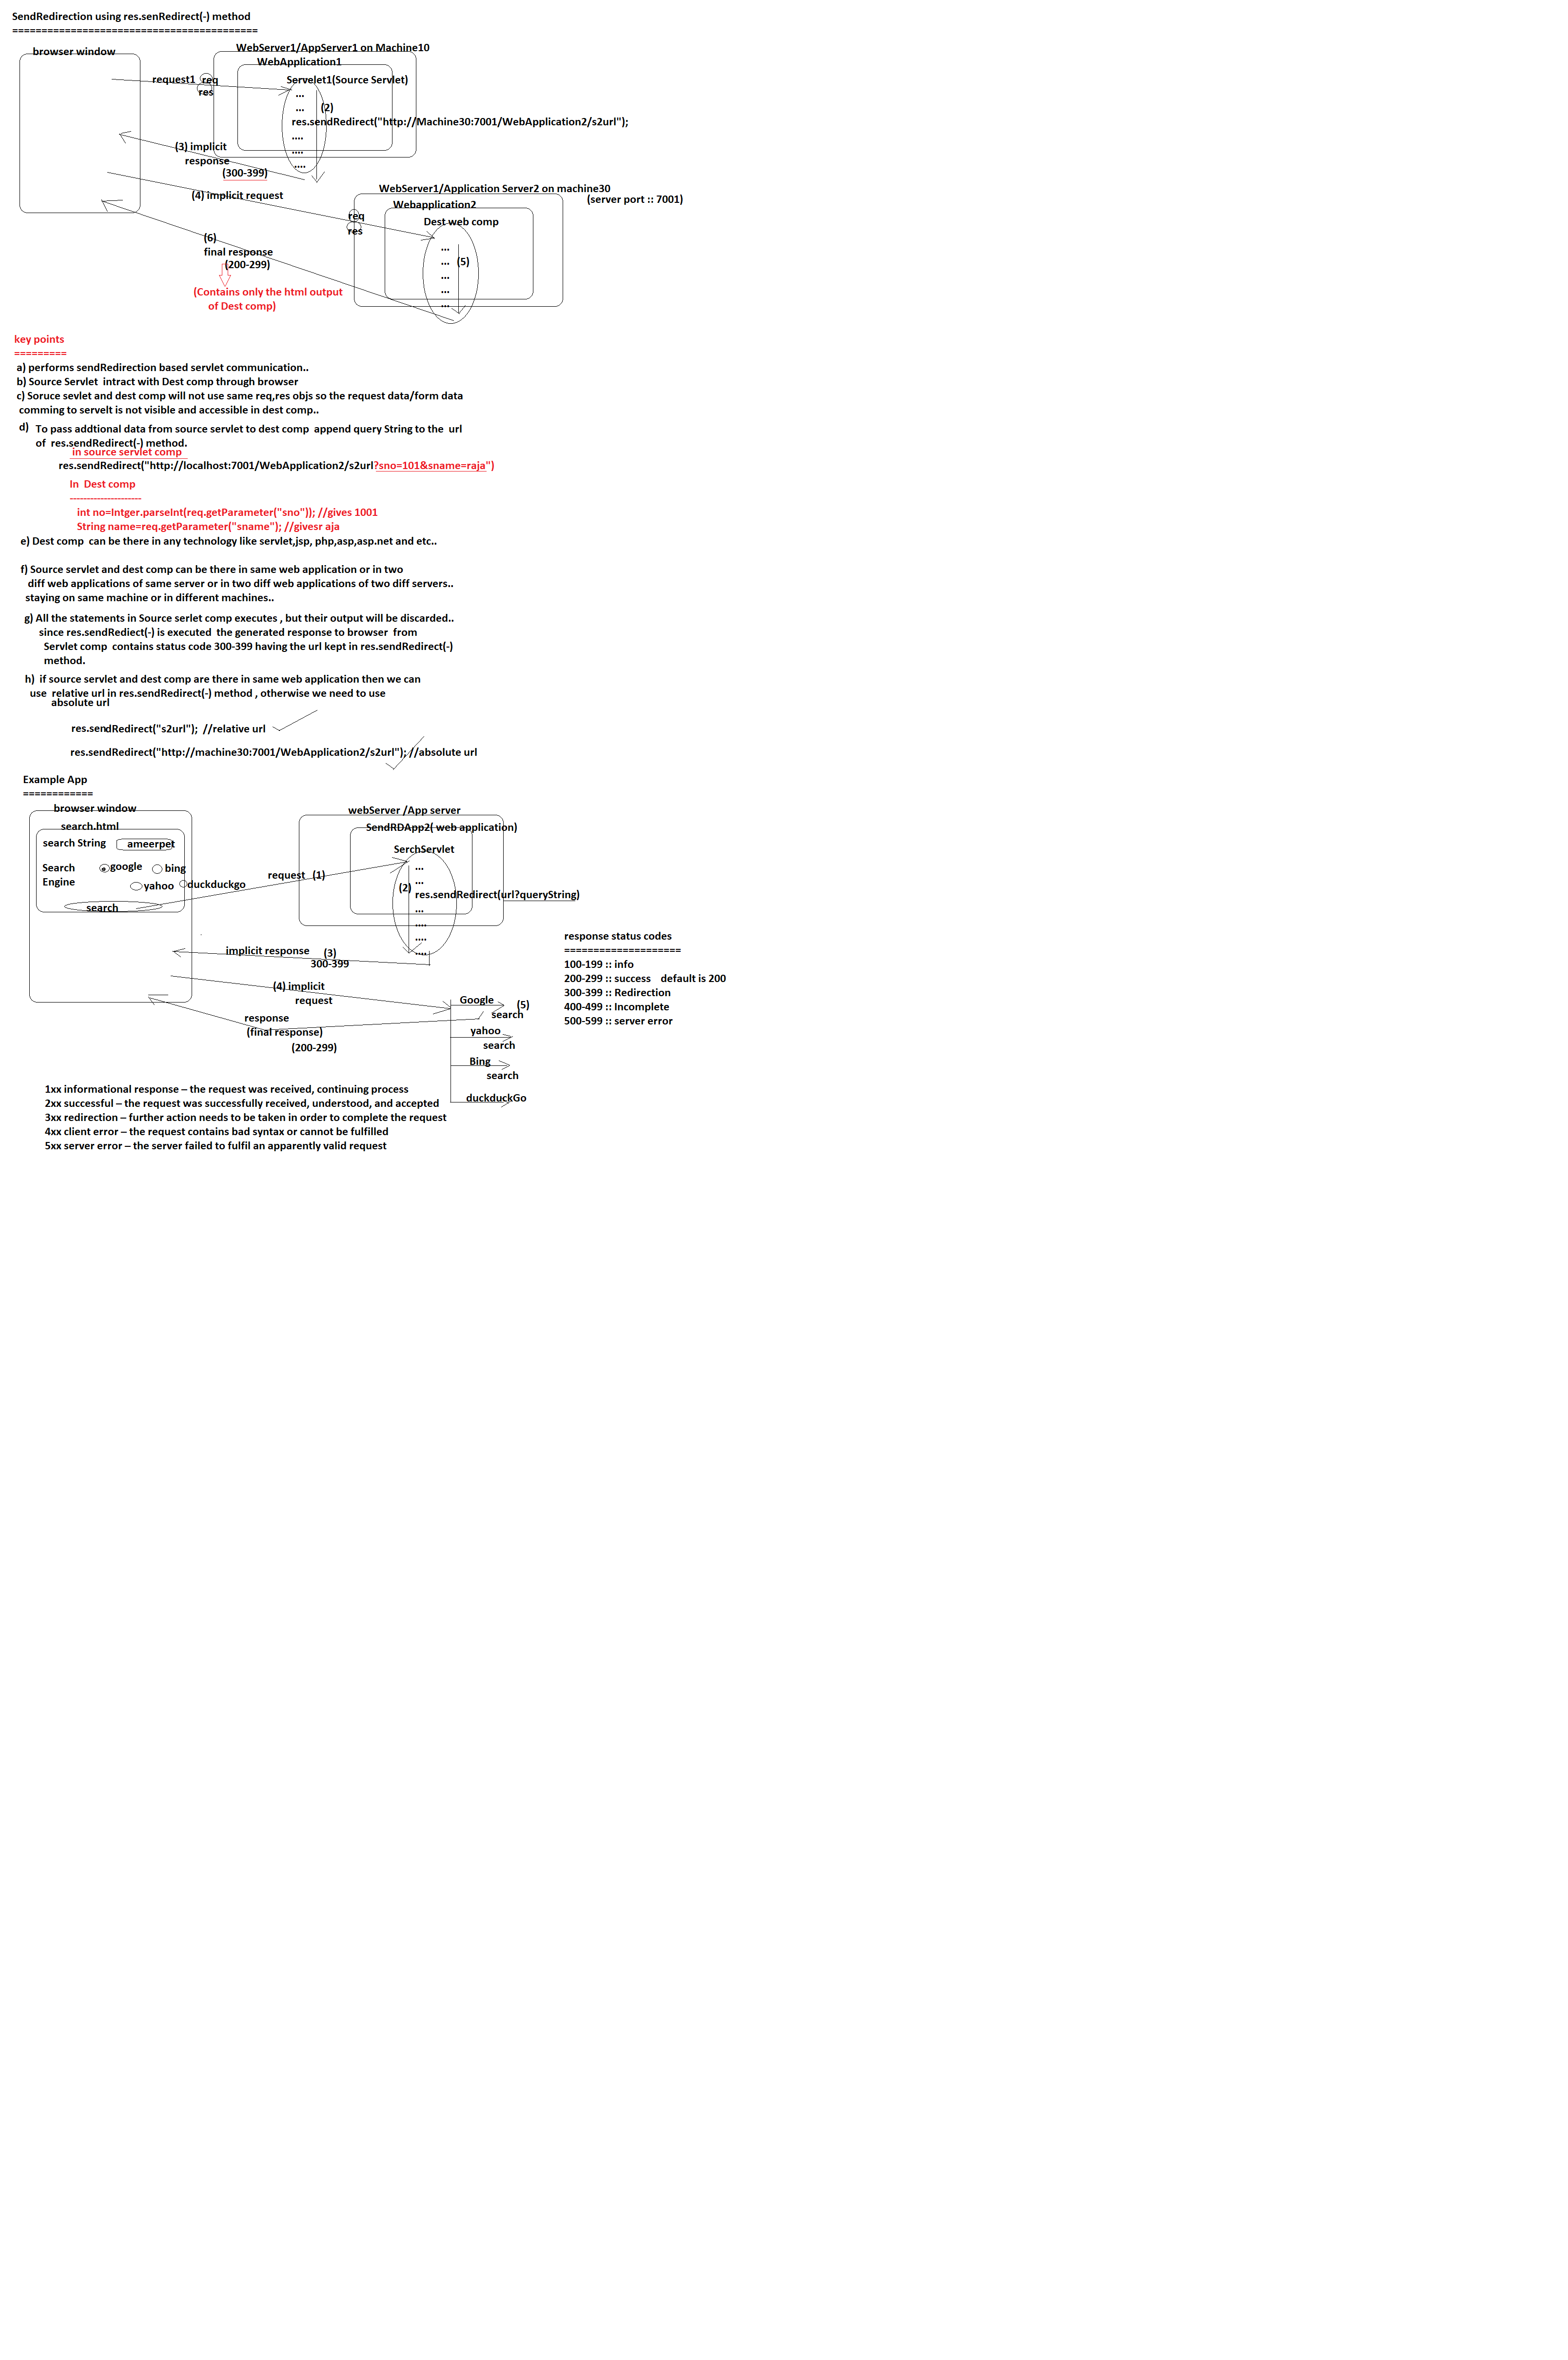 SendRedirection using res.senRedirect(-) method
==========================================
browser window
WebServer1/AppServer1 on Machine10
WebApplication1
request1 req
res
Servelet1(Source Servlet)
...
... (2)
res.sendRedirect("http://Machine30:7001/WebApplication2/s2url");
....
....
....
(3) implicit
response
(300-399)
(4) implicit request
WebServer1/Application Server2 on machine30
(server port :: 7001)
Webapplication2
req
res
Dest web comp
...
... (5)
...
...
...
(6)
final response
(200-299)
(Contains only the html output
of Dest comp)
key points
=========
a) performs sendRedirection based servlet communication..
b) Source Servlet intract with Dest comp through browser
c) Soruce sevlet and dest comp will not use same req,res objs so the request data/form data
comming to servelt is not visible and accessible in dest comp..
d) To pass addtional data from source servlet to dest comp append query String to the url
of res.sendRedirect(-) method.
in source servlet comp
res.sendRedirect("http://localhost:7001/WebApplication2/s2url?sno=101&sname=raja")
In Dest comp
---------------------
int no=Intger.parseInt(req.getParameter("sno")); //gives 1001
String name=req.getParameter("sname"); //givesr aja
e) Dest comp can be there in any technology like servlet,jsp, php,asp,asp.net and etc..
f) Source servlet and dest comp can be there in same web application or in two
diff web applications of same server or in two diff web applications of two diff servers..
staying on same machine or in different machines..
g) All the statements in Source serlet comp executes , but their output will be discarded..
since res.sendRediect(-) is executed the generated response to browser from
Servlet comp contains status code 300-399 having the url kept in res.sendRedirect(-)
method.
h) if source servlet and dest comp are there in same web application then we can
use relative url in res.sendRedirect(-) method , otherwise we need to use
absolute url
res.sendRedirect("s2url"); //relative url
res.sendRedirect("http://machine30:7001/WebApplication2/s2url"); //absolute url
Example App
============
browser window
search.html
search String ameerpet
Search google bing
Engine yahoo duckduckgo
search
request (1)
webServer /App server
SendRDApp2( web application)
SerchServlet
...
...
(2) res.sendRedirect(url?queryString)
...
....
....
....
implicit response (3)
300-399
(4) implicit
request
response
(final response)
(200-299)
Google (5)
search
yahoo
search
Bing
search
duckduckGo
response status codes
====================
100-199 :: info
200-299 :: success default is 200
300-399 :: Redirection
400-499 :: Incomplete
500-599 :: server error
1xx informational response – the request was received, continuing process
2xx successful – the request was successfully received, understood, and accepted
3xx redirection – further action needs to be taken in order to complete the request
4xx client error – the request contains bad syntax or cannot be fulfilled
5xx server error – the server failed to fulfil an apparently valid request